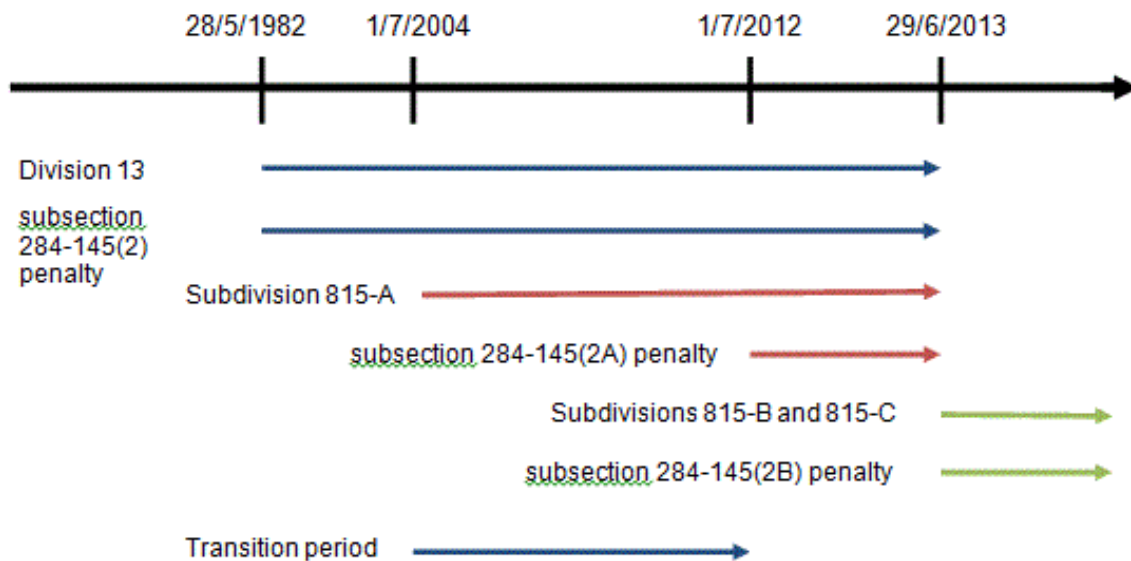 28/5/1982 1/7/2004 1/7/2012 29/6/2013
Division 13
subsection
284-145(2)
penalty
Subdivision 815-A
subsection 284-145(2A) penalty
Subdivisions 815-B and 815-C
subsection 284-145(2B) penalty
Transition period